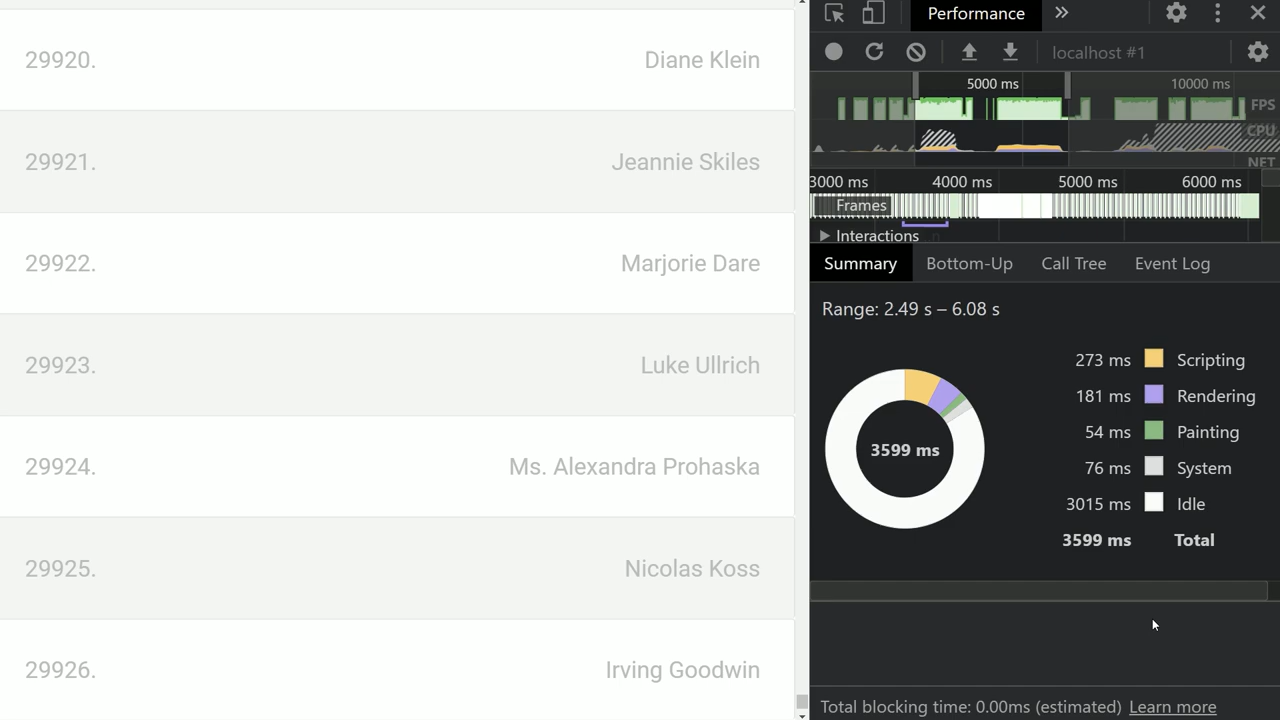 29920. Diane Klein
29921. Jeannie Skiles
29922. Marjorie Dare
29923. Luke Ullrich
29924. Ms. Alexandra Prohaska
29925. Nicolas Koss
29926. Irving Goodwin
Performance
localhost #1
5000 ms 10000 ms
FPS
CPU
NET
3000 ms 4000 ms 5000 ms 6000 ms
Frames
Interactions
Summary Bottom-Up Call Tree Event Log
Range: 2.49 s – 6.08 s
273 ms Scripting
181 ms Rendering
54 ms Painting
3599 ms
76 ms System
3015 ms Idle
3599 ms Total
Total blocking time: 0.00ms (estimated) Learn more